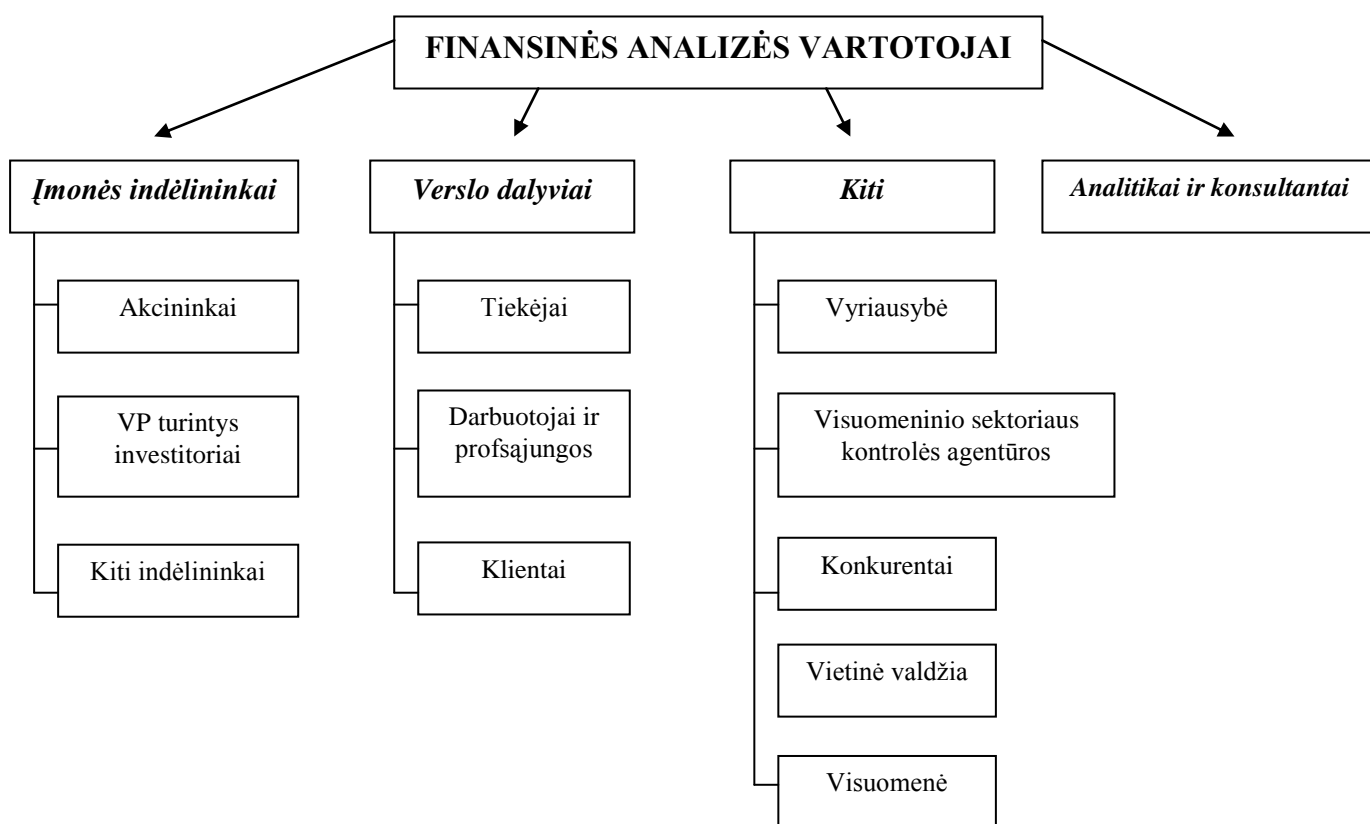 FINANSINĖS ANALIZĖS VARTOTOJAI
Įmonės indėlininkai
Akcininkai
VP turintys
investitoriai
Kiti indėlininkai
Verslo dalyviai
Tiekėjai
Darbuotojai ir
profsąjungos
Klientai
Kiti
Vyriausybė
Visuomeninio sektoriaus
kontrolės agentūros
Konkurentai
Vietinė valdžia
Visuomenė
Analitikai ir konsultantai